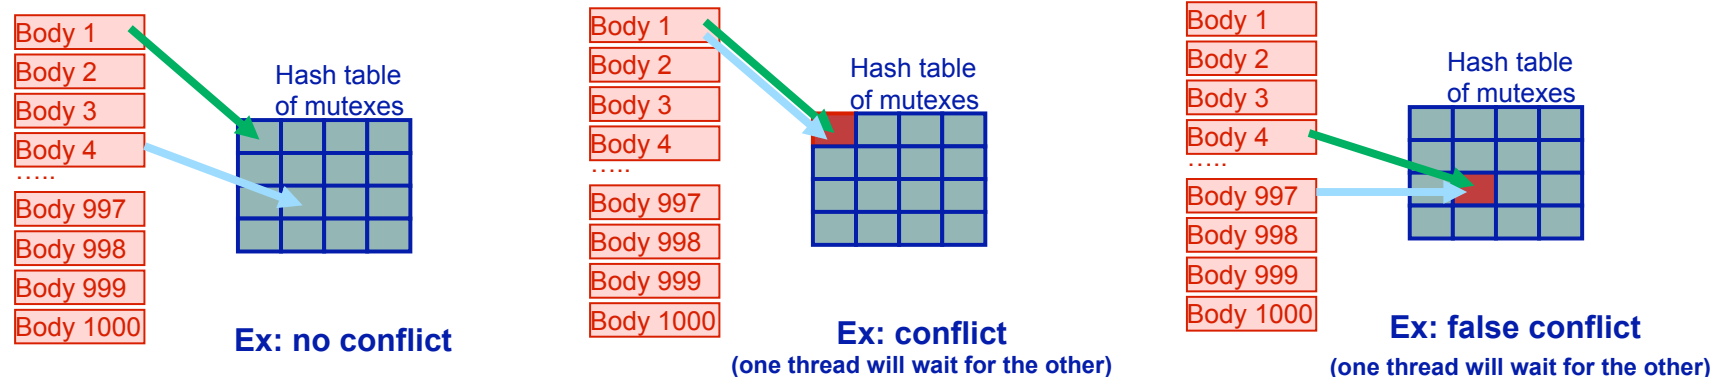 Body 1
Body 2
Body 3
Body 4
.....
Body 997
Body 998
Body 999
Body 1000
Hash table
of mutexes
Ex: no conflict
Body 1
Body 2
Body 3
Body 4
.....
Body 997
Body 998
Body 999
Body 1000
Hash table
of mutexes
Ex: conflict
(one thread will wait for the other)
Body 1
Body 2
Body 3
Body 4
.....
Body 997
Body 998
Body 999
Body 1000
Hash table
of mutexes
Ex: false conflict
(one thread will wait for the other)